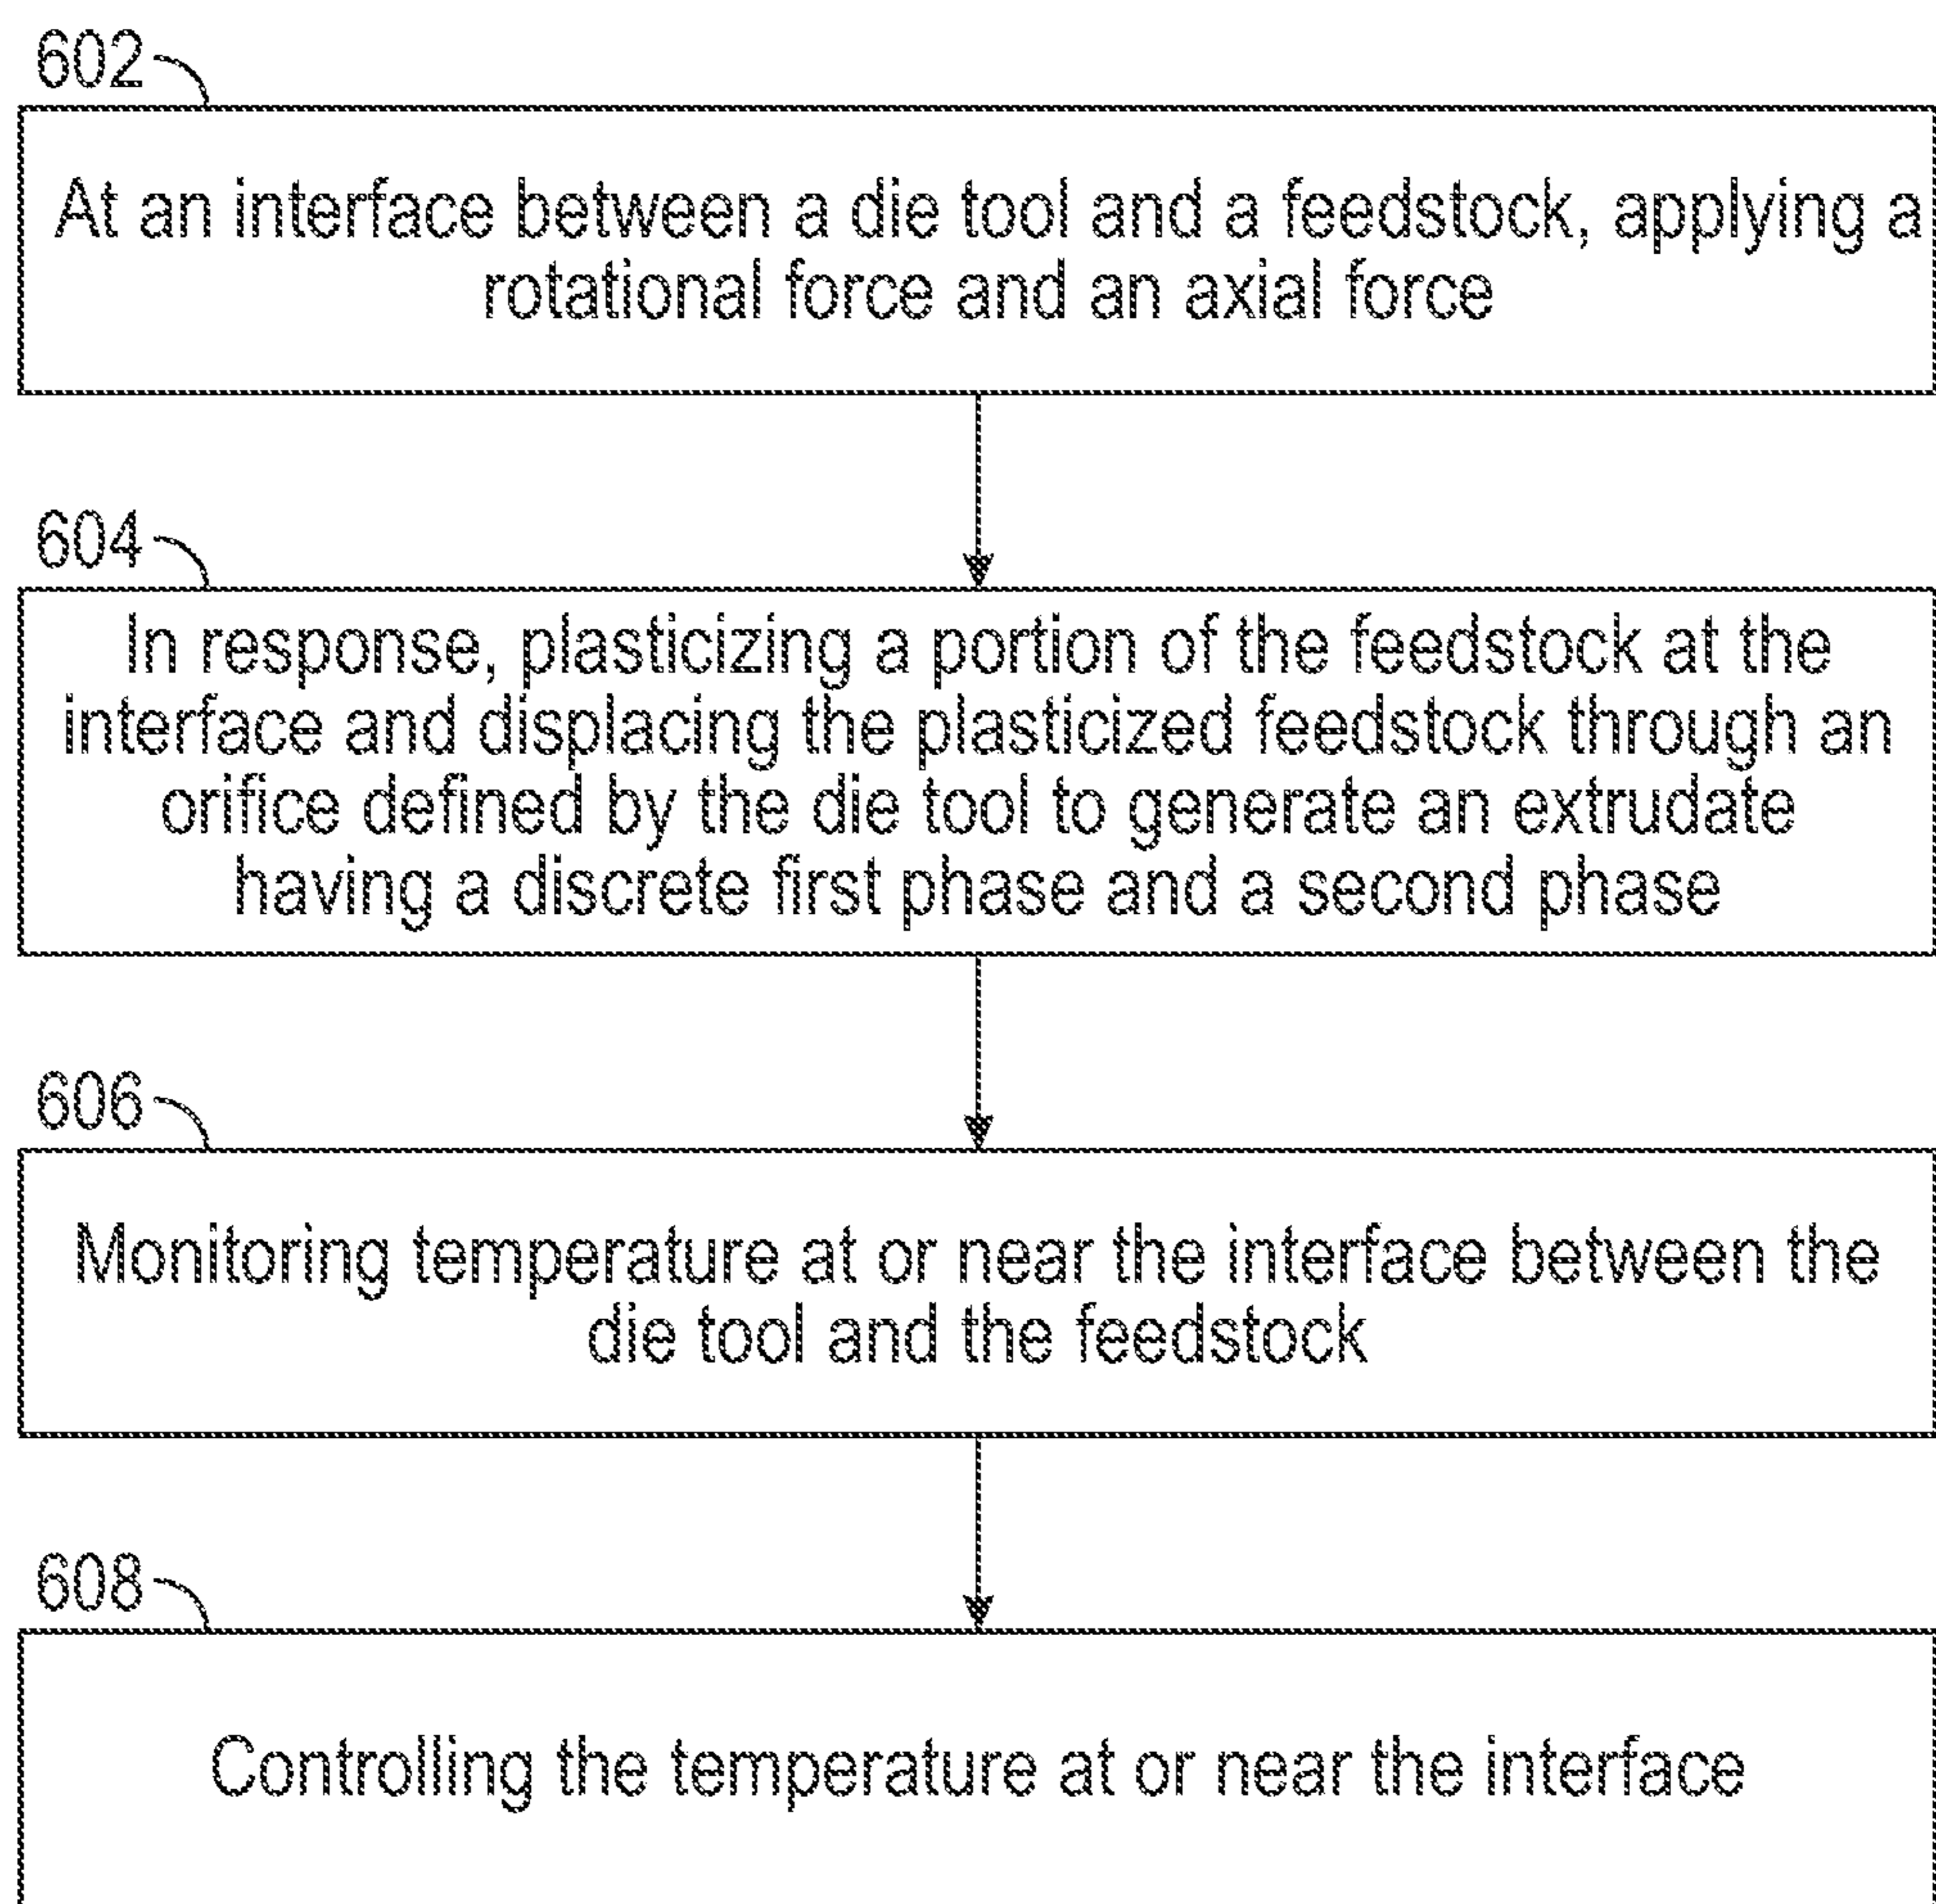 602
At an interface between a die tool and a feedstock, applying a
rotational force and an axial force
604
In response, plasticizing a portion of the feedstock at the
interface and displacing the plasticized feedstock through an
orifice defined by the die tool to generate an extrudate
having a discrete first phase and a second phase
606
Monitoring temperature at or near the interface between the
die tool and the feedstock
608
Controlling the temperature at or near the interface